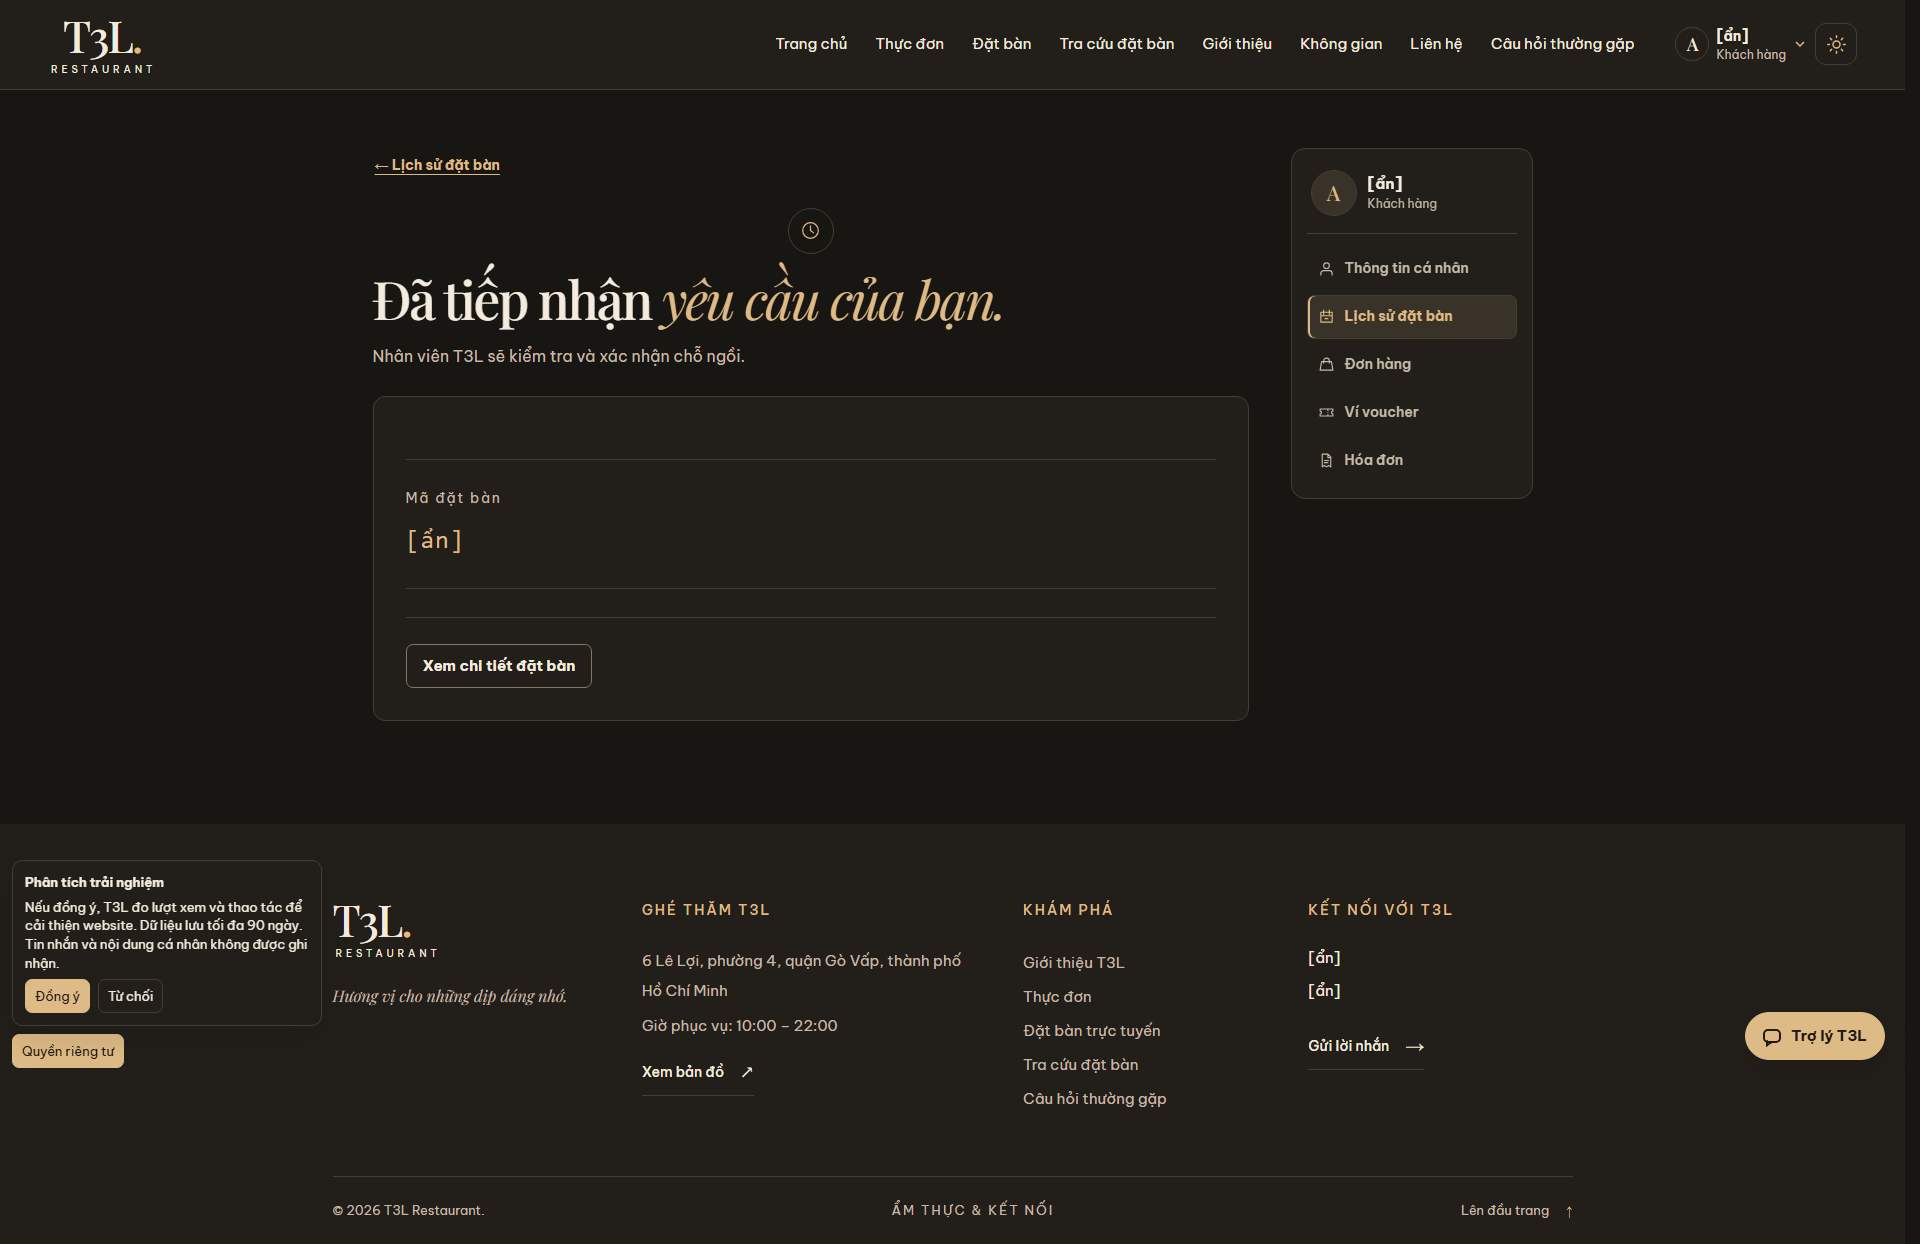 T3L.
RESTAURANT
Trang chủ
Thực đơn
Đặt bàn
Tra cứu đặt bàn
Giới thiệu
Không gian
Liên hệ
Câu hỏi thường gặp
A
[ẩn]
Khách hàng
← Lịch sử đặt bàn
Đã tiếp nhận yêu cầu của bạn.
Nhân viên T3L sẽ kiểm tra và xác nhận chỗ ngồi.
Mã đặt bàn
[ẩn]
Xem chi tiết đặt bàn
A
[ẩn]
Khách hàng
Thông tin cá nhân
Lịch sử đặt bàn
Đơn hàng
Ví voucher
Hóa đơn
Phân tích trải nghiệm
Nếu đồng ý, T3L đo lượt xem và thao tác để
cải thiện website. Dữ liệu lưu tối đa 90 ngày.
Tin nhắn và nội dung cá nhân không được ghi
nhận.
Đồng ý
Từ chối
Quyền riêng tư
T3L.
RESTAURANT
Hương vị cho những dịp đáng nhớ.
GHÉ THĂM T3L
6 Lê Lợi, phường 4, quận Gò Vấp, thành phố
Hồ Chí Minh
Giờ phục vụ: 10:00 – 22:00
Xem bản đồ ↗
KHÁM PHÁ
Giới thiệu T3L
Thực đơn
Đặt bàn trực tuyến
Tra cứu đặt bàn
Câu hỏi thường gặp
KẾT NỐI VỚI T3L
[ẩn]
[ẩn]
Gửi lời nhắn →
Trợ lý T3L
© 2026 T3L Restaurant.
ẨM THỰC & KẾT NỐI
Lên đầu trang ↑